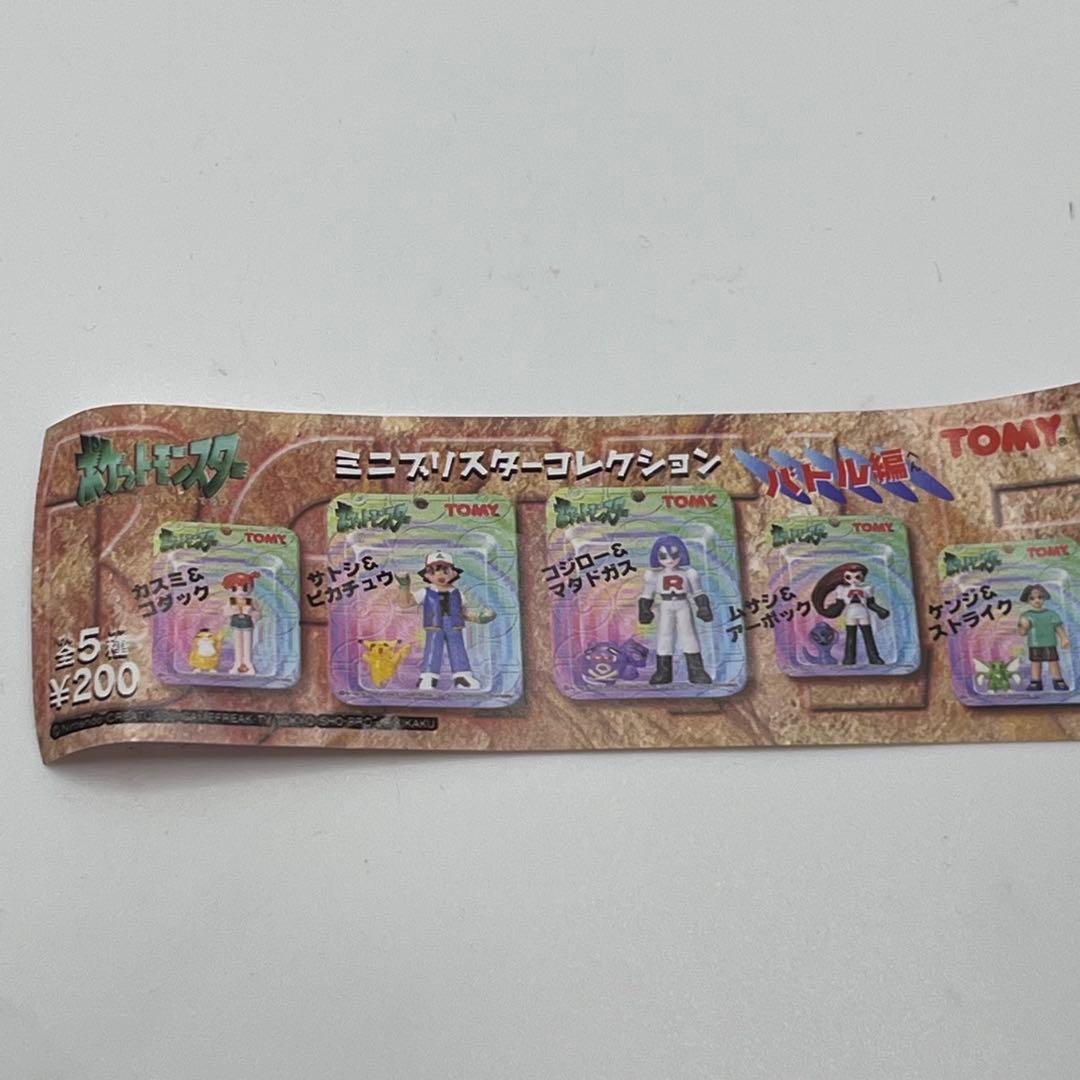 ポケットモンスター
ミニブリスターコレクション
バトル編
へん
TOMY®
カスミ&
コダック
ポケットモンスター
TOMY
サトシ&
ピカチュウ
ポケットモンスター
TOMY
コジロー&
マタドガス
ポケットモンスター
TOMY
R
ムサシ&
アーボック
ポケットモンスター
TOMY
ケンジ&
ストライク
ポケットモンスター
TOMY
全5種
¥200
© Nintendo
GAMEFREAK